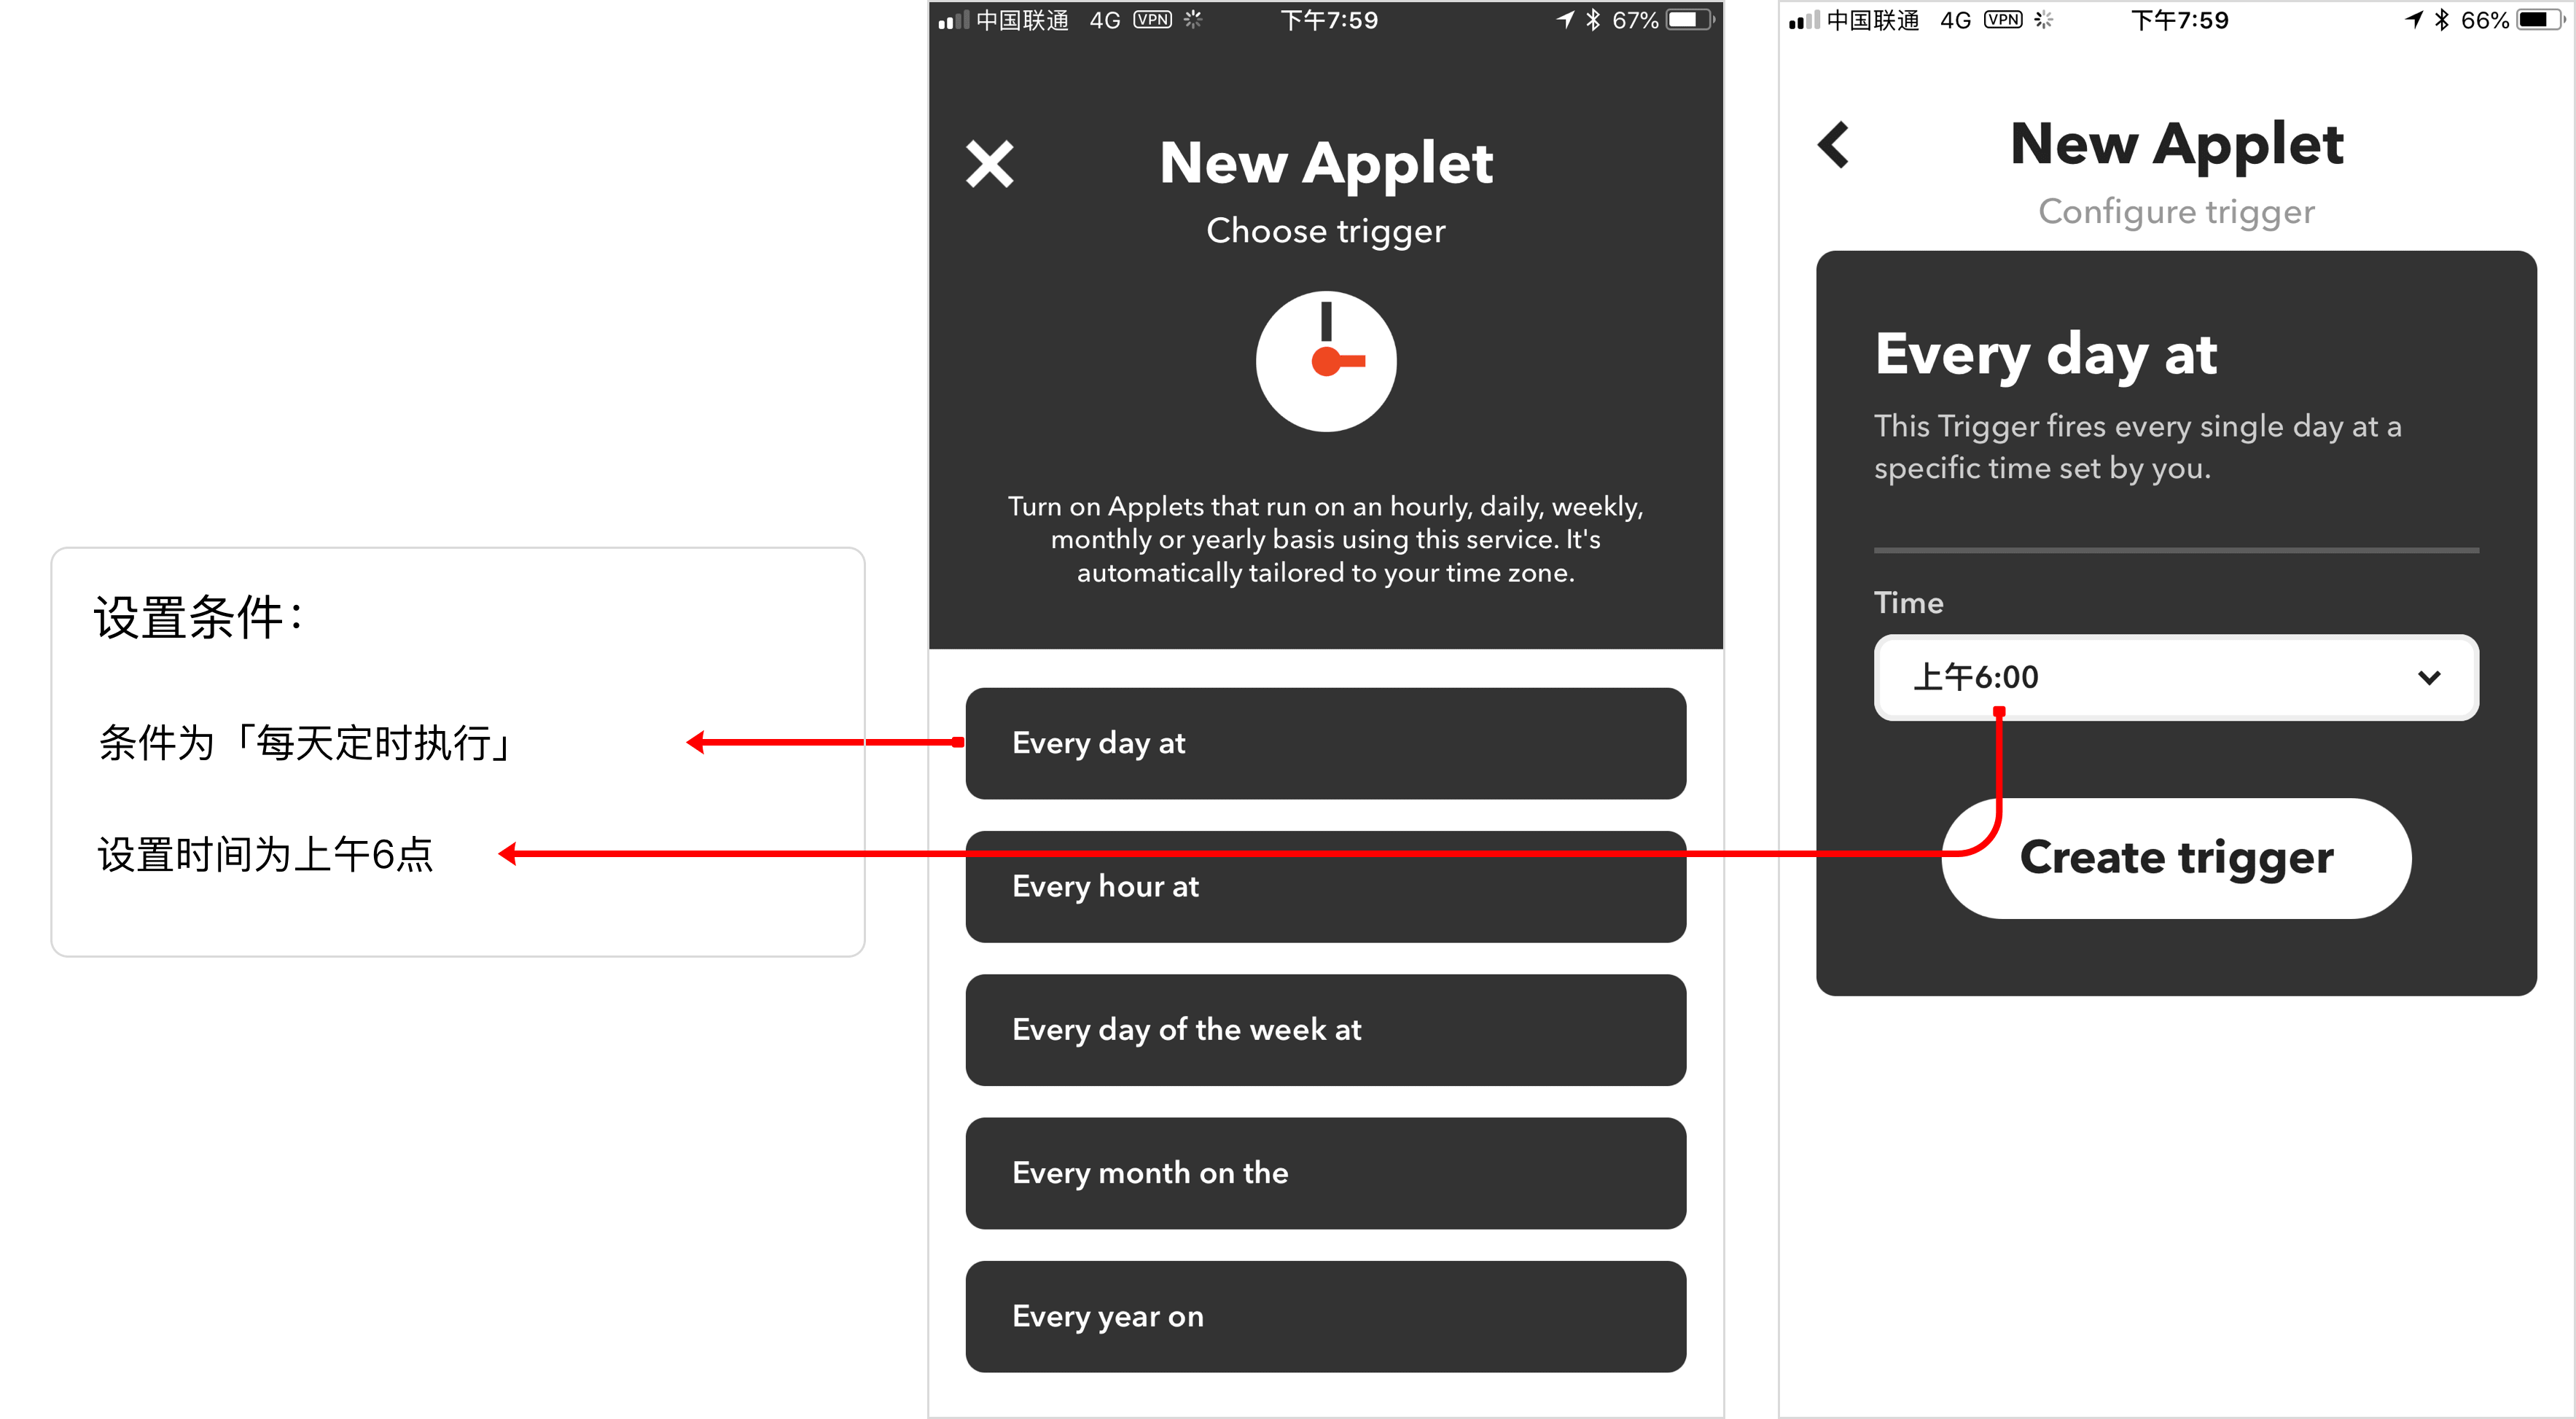 设置条件：
条件为「每天定时执行」
设置时间为上午6点
中国联通 4G VPN 下午7:59 67%
New Applet
Choose trigger
Turn on Applets that run on an hourly, daily, weekly,
monthly or yearly basis using this service. It's
automatically tailored to your time zone.
Every day at
Every hour at
Every day of the week at
Every month on the
Every year on
中国联通 4G VPN 下午7:59 66%
New Applet
Configure trigger
Every day at
This Trigger fires every single day at a
specific time set by you.
Time
上午6:00
Create trigger